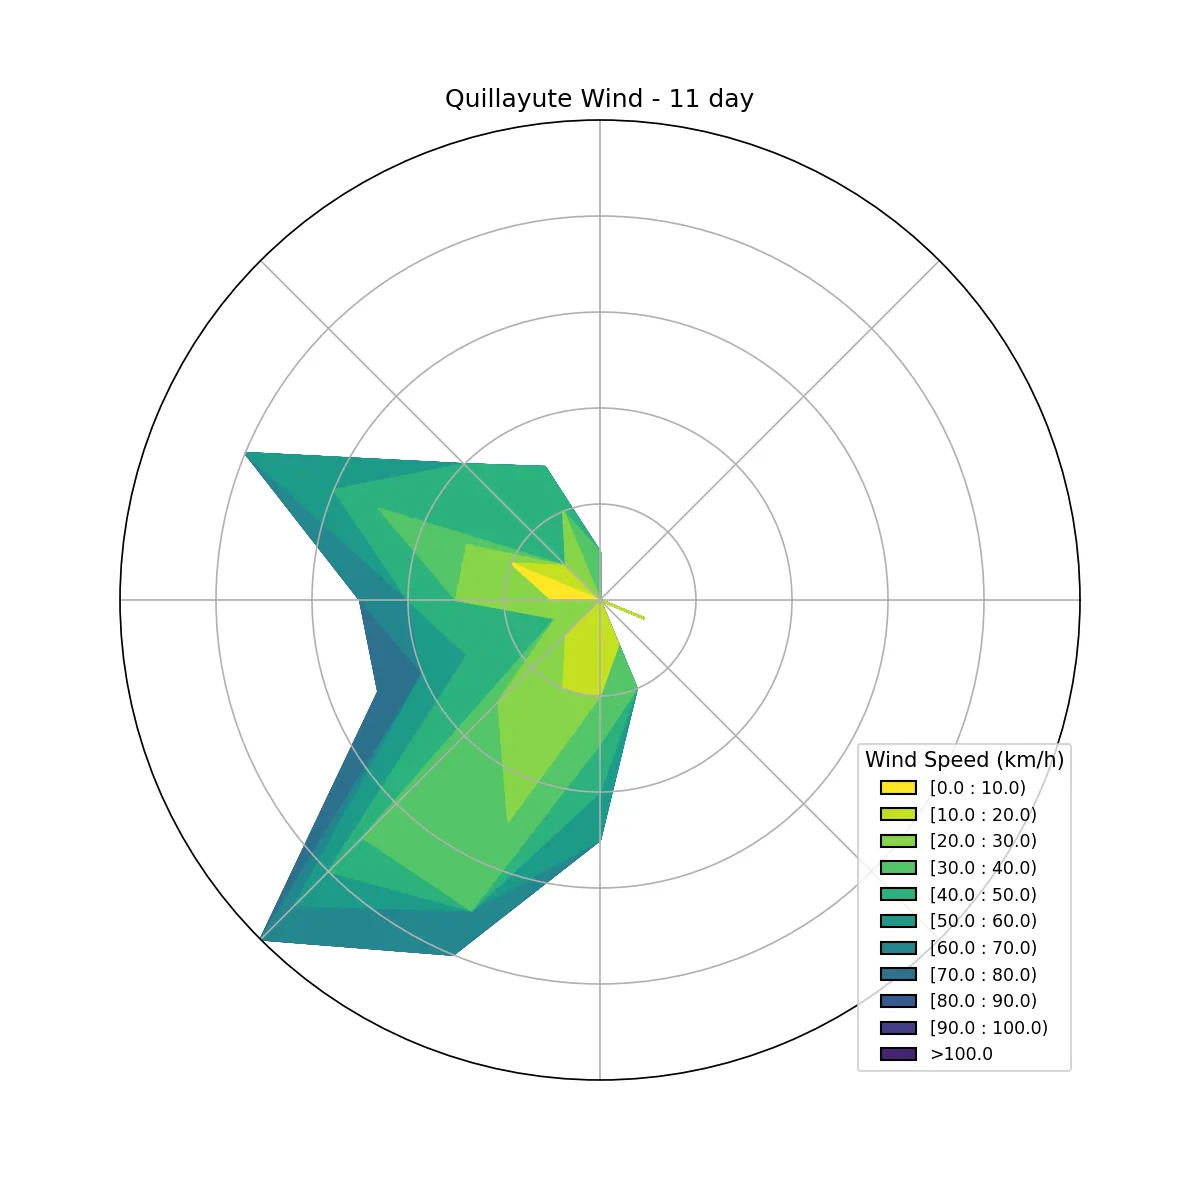 Quillayute Wind - 11 day
Wind Speed (km/h)
[0.0 : 10.0)
[10.0 : 20.0)
[20.0 : 30.0)
[30.0 : 40.0)
[40.0 : 50.0)
[50.0 : 60.0)
[60.0 : 70.0)
[70.0 : 80.0)
[80.0 : 90.0)
[90.0 : 100.0)
>100.0